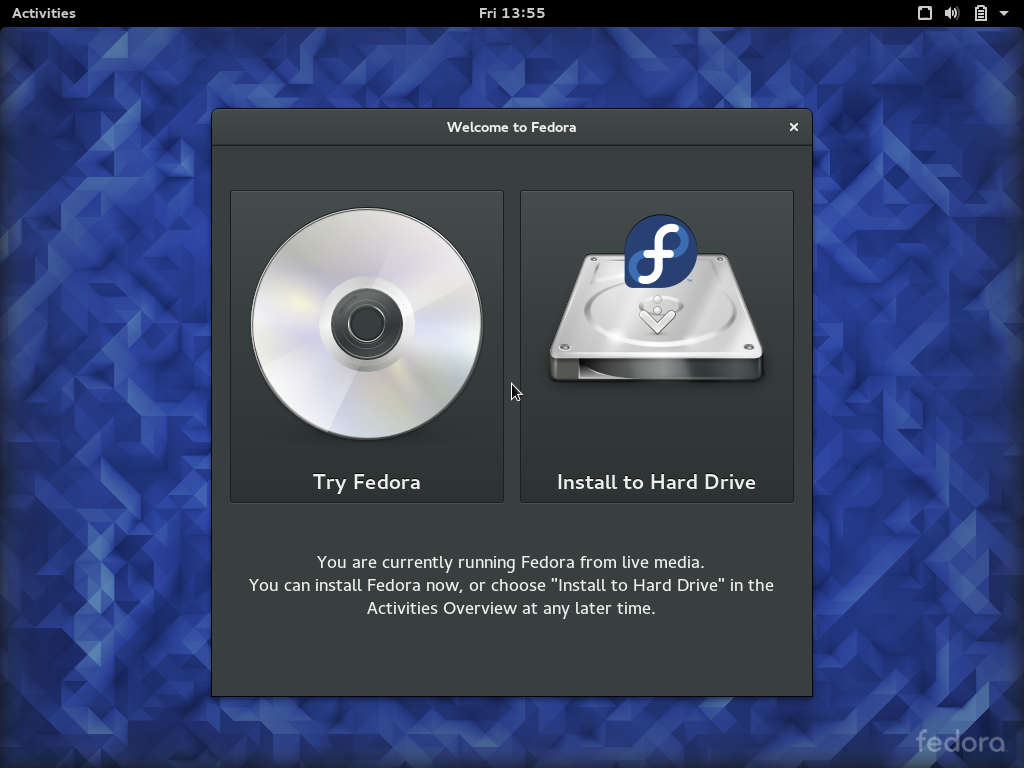 Activities
Fri 13:55
Welcome to Fedora
Try Fedora
Install to Hard Drive
You are currently running Fedora from live media.
You can install Fedora now, or choose "Install to Hard Drive" in the
Activities Overview at any later time.
fedora